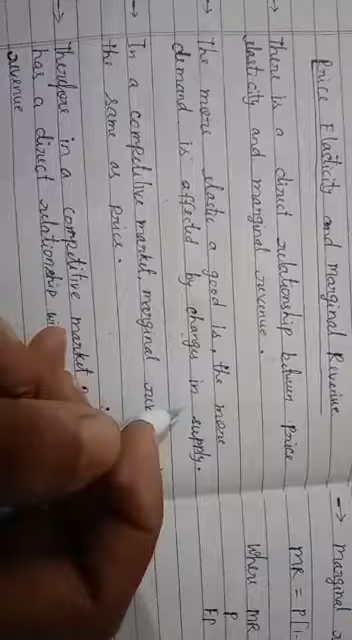 Price Elasticity and Marginal Revenue
→ There is a direct relationship between Price
elasticity and marginal revenue.
→ The more elastic a good is, the more
demand is affected by changes in supply.
→ In a competitive market, marginal
the same as price.
→ Therefore in a competitive market
has a direct relationship
revenue
→ Marginal
MR = P[1-
Where MR
P